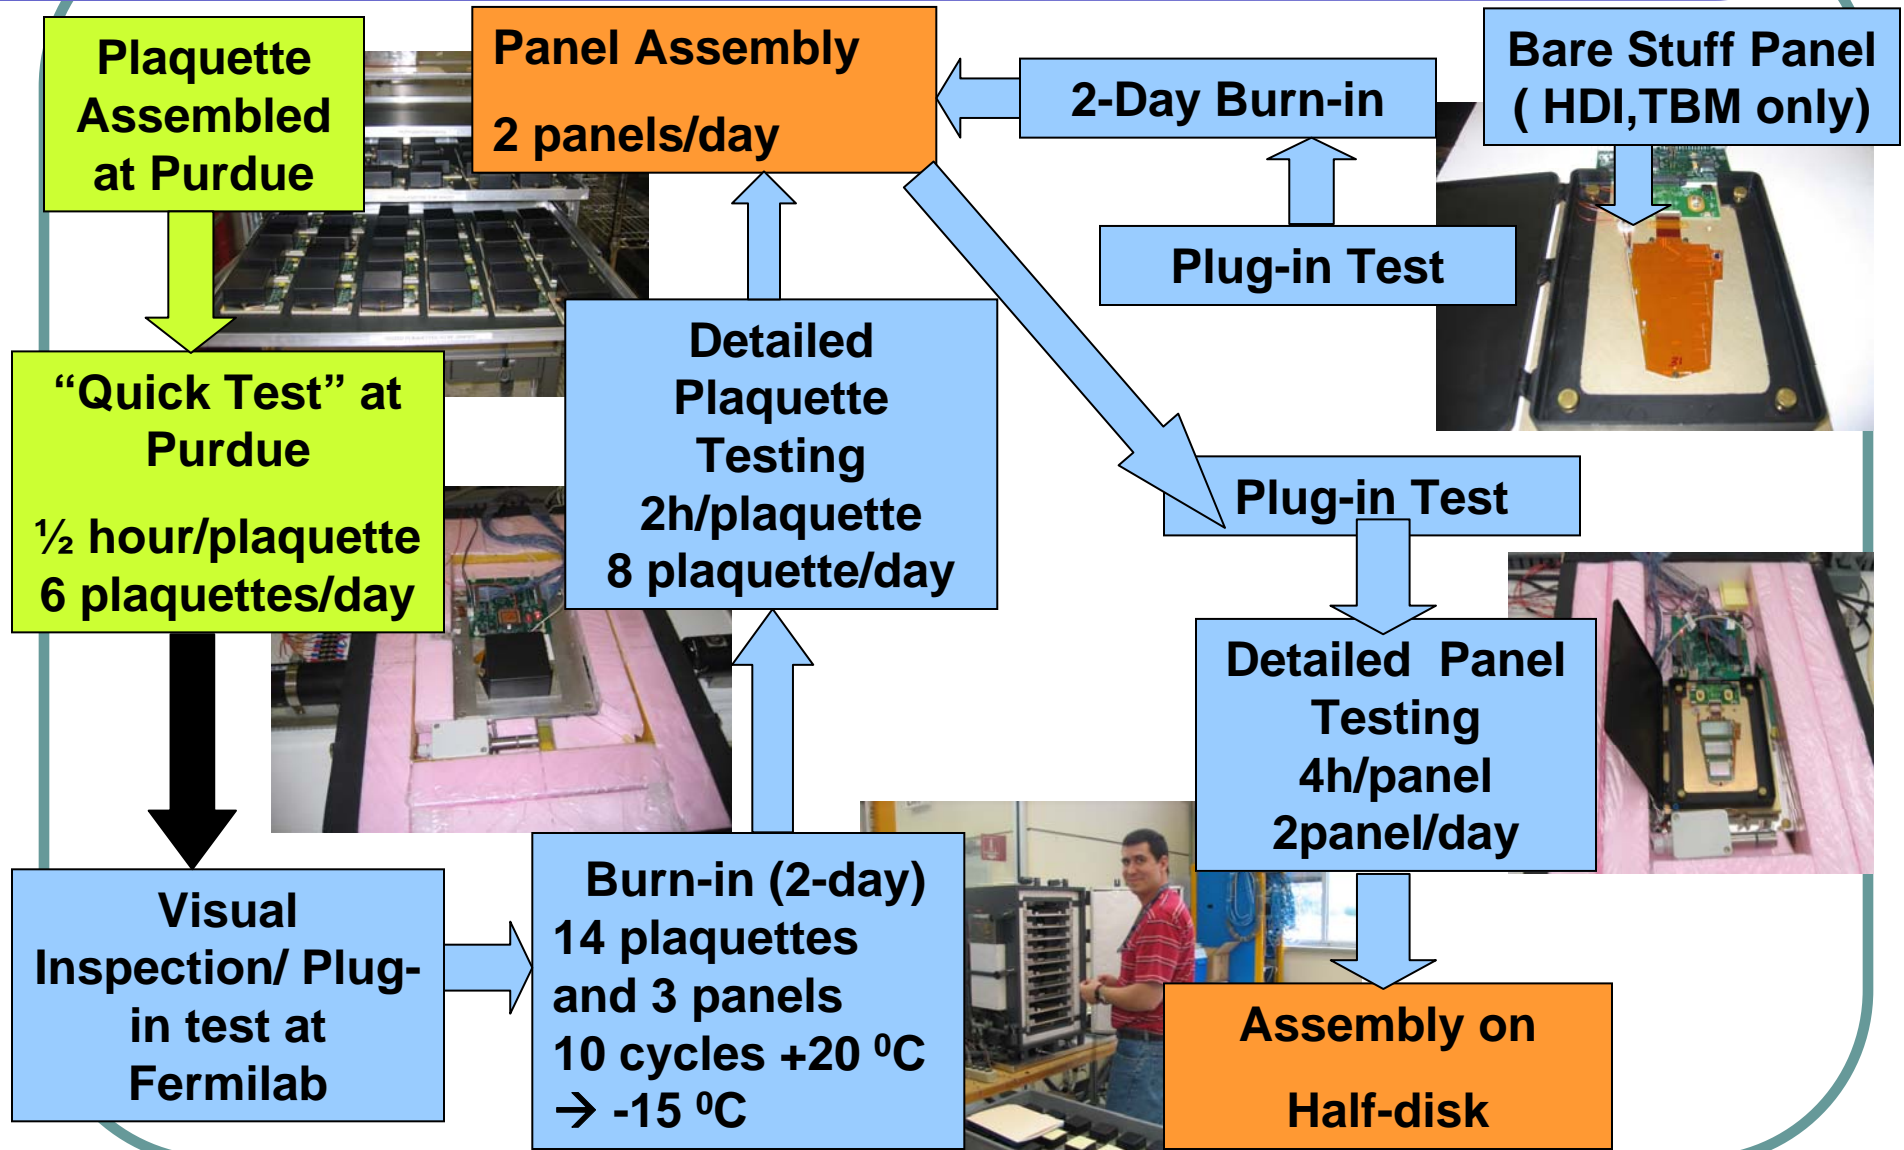 Plaquette
Assembled
at Purdue
Panel Assembly
2 panels/day
2-Day Burn-in
Bare Stuff Panel
( HDI,TBM only)
Plug-in Test
“Quick Test” at
Purdue
½ hour/plaquette
6 plaquettes/day
Detailed
Plaquette
Testing
2h/plaquette
8 plaquette/day
Plug-in Test
Detailed Panel
Testing
4h/panel
2panel/day
Visual
Inspection/ Plug-
in test at
Fermilab
Burn-in (2-day)
14 plaquettes
and 3 panels
10 cycles +20 ⁰C
→ -15 ⁰C
Assembly on
Half-disk